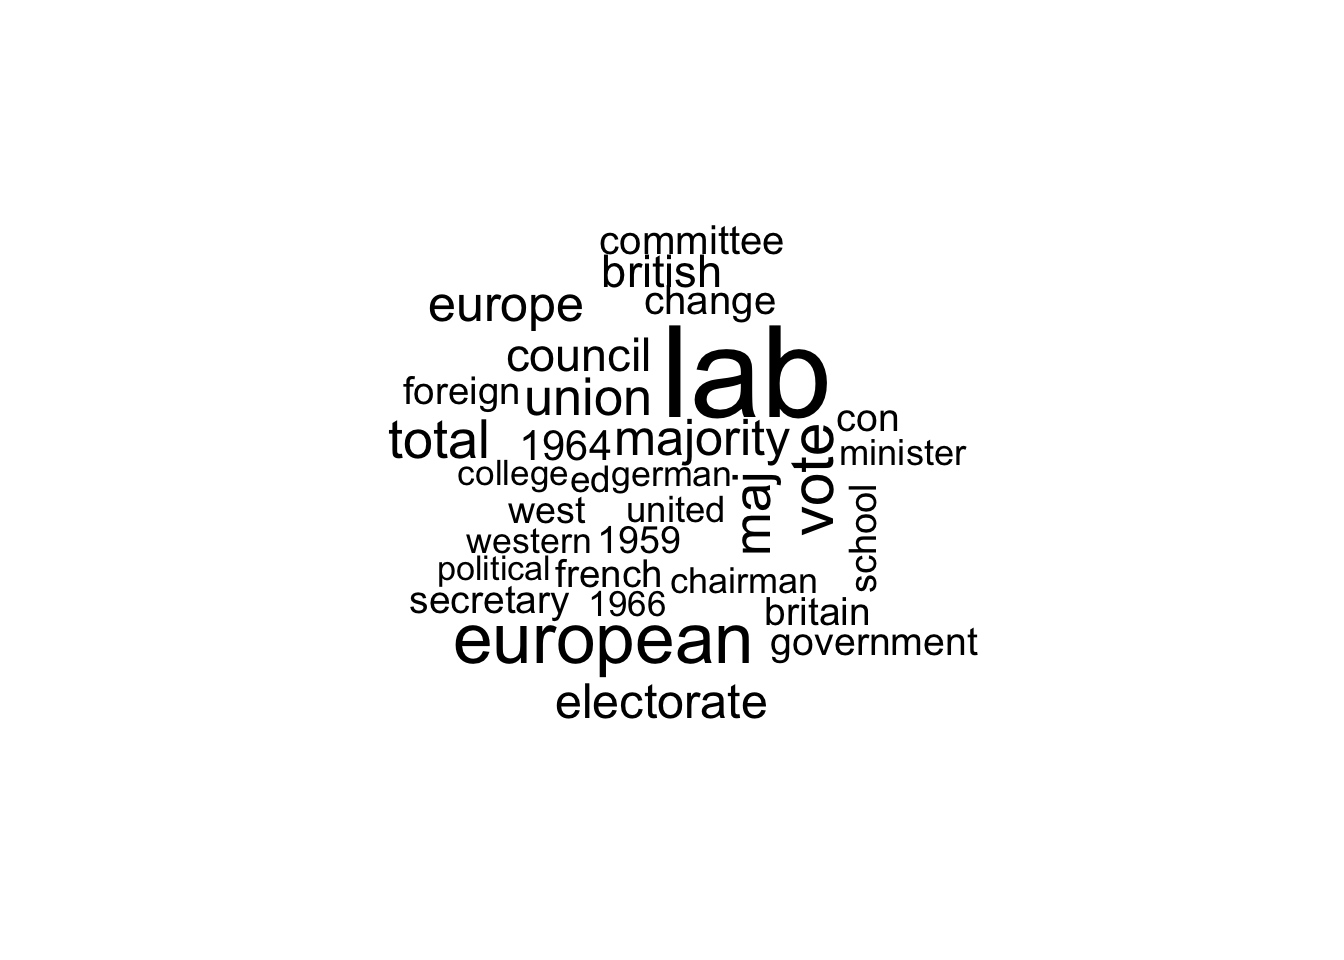 committee
british
europe change
lab
council
foreign union
con
total 1964 majority
minister
vote
college ed german
maj
school
west united
western 1959
political french chairman
secretary 1966 britain
european government
electorate